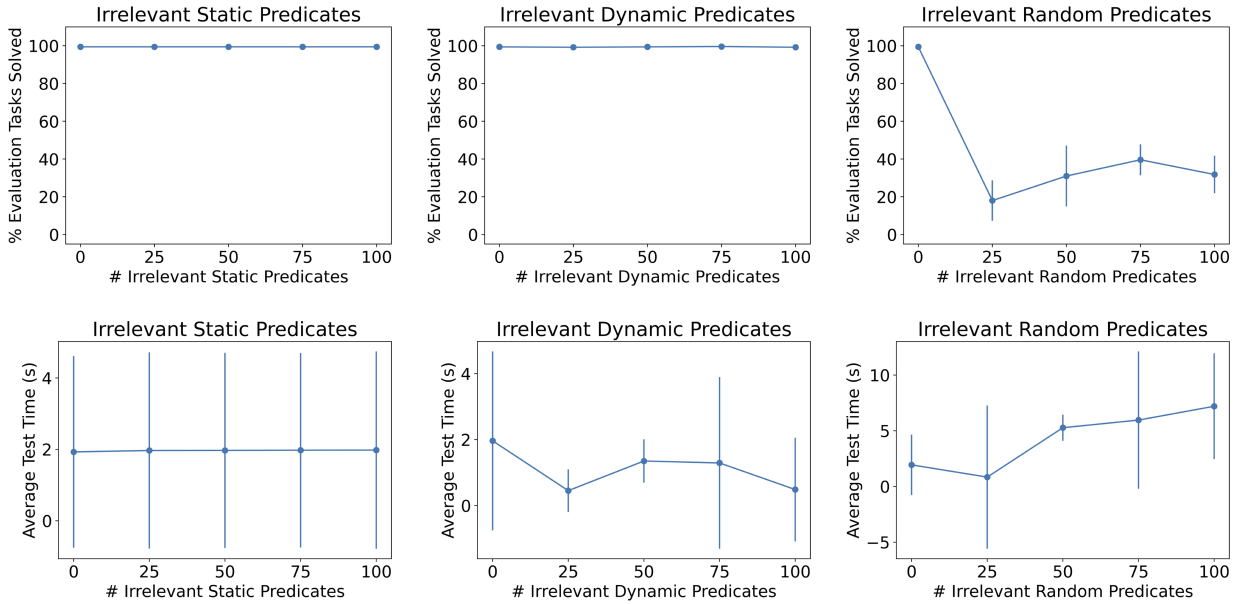 Irrelevant Static Predicates
% Evaluation Tasks Solved
100
80
60
40
20
0
0 25 50 75 100
# Irrelevant Static Predicates
Irrelevant Dynamic Predicates
% Evaluation Tasks Solved
100
80
60
40
20
0
0 25 50 75 100
# Irrelevant Dynamic Predicates
Irrelevant Random Predicates
% Evaluation Tasks Solved
100
80
60
40
20
0
0 25 50 75 100
# Irrelevant Random Predicates
Irrelevant Static Predicates
Average Test Time (s)
4
2
0
0 25 50 75 100
# Irrelevant Static Predicates
Irrelevant Dynamic Predicates
Average Test Time (s)
4
2
0
0 25 50 75 100
# Irrelevant Dynamic Predicates
Irrelevant Random Predicates
Average Test Time (s)
10
5
0
−5
0 25 50 75 100
# Irrelevant Random Predicates